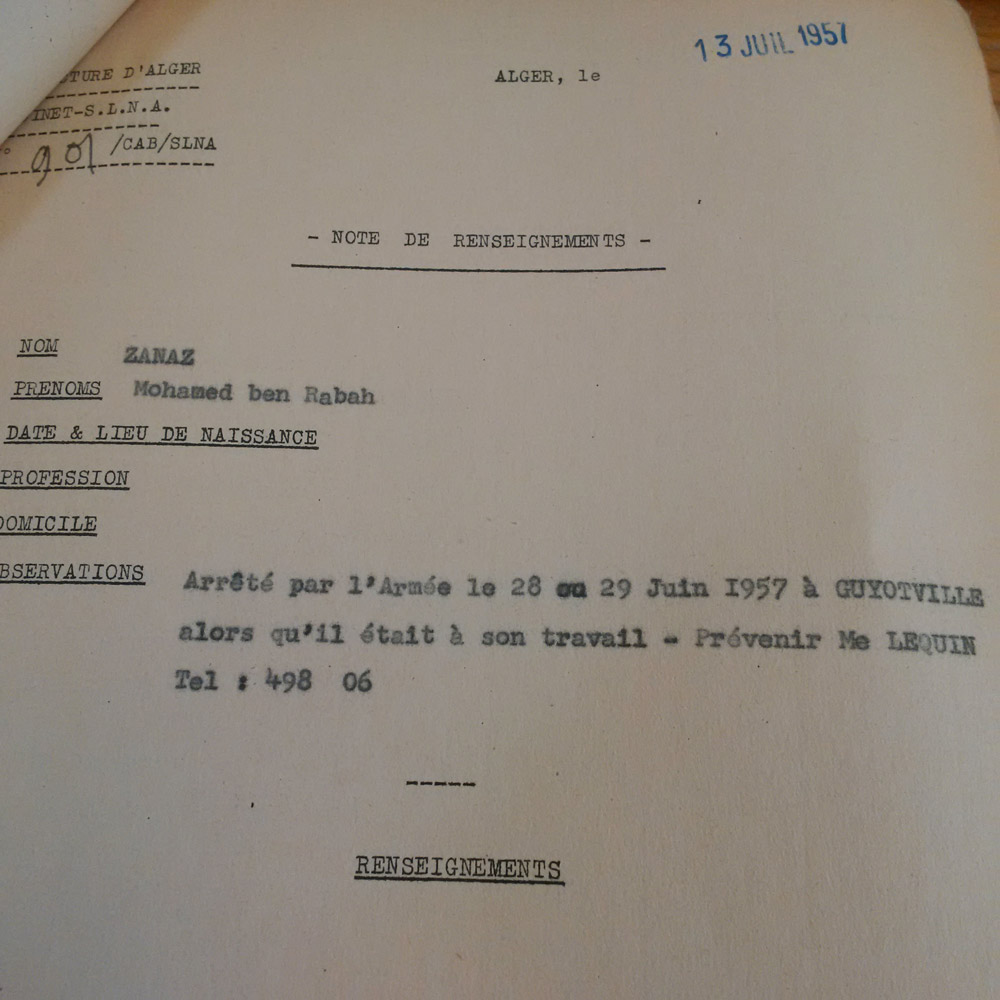 TURE D'ALGER
INET-S.L.N.A.
° 901 /CAB/SLNA
ALGER, le 13 JUIL 1957
- NOTE DE RENSEIGNEMENTS -
NOM ZANAZ
PRENOMS Mohamed ben Rabah
DATE & LIEU DE NAISSANCE
PROFESSION
DOMICILE
BSERVATIONS Arrêté par l'Armée le 28 ou 29 Juin I957 à GUYOTVILLE
alors qu'il était à son travail - Prévenir Me LEQUIN
Tel : 498 06
-----
RENSEIGNEMENTS